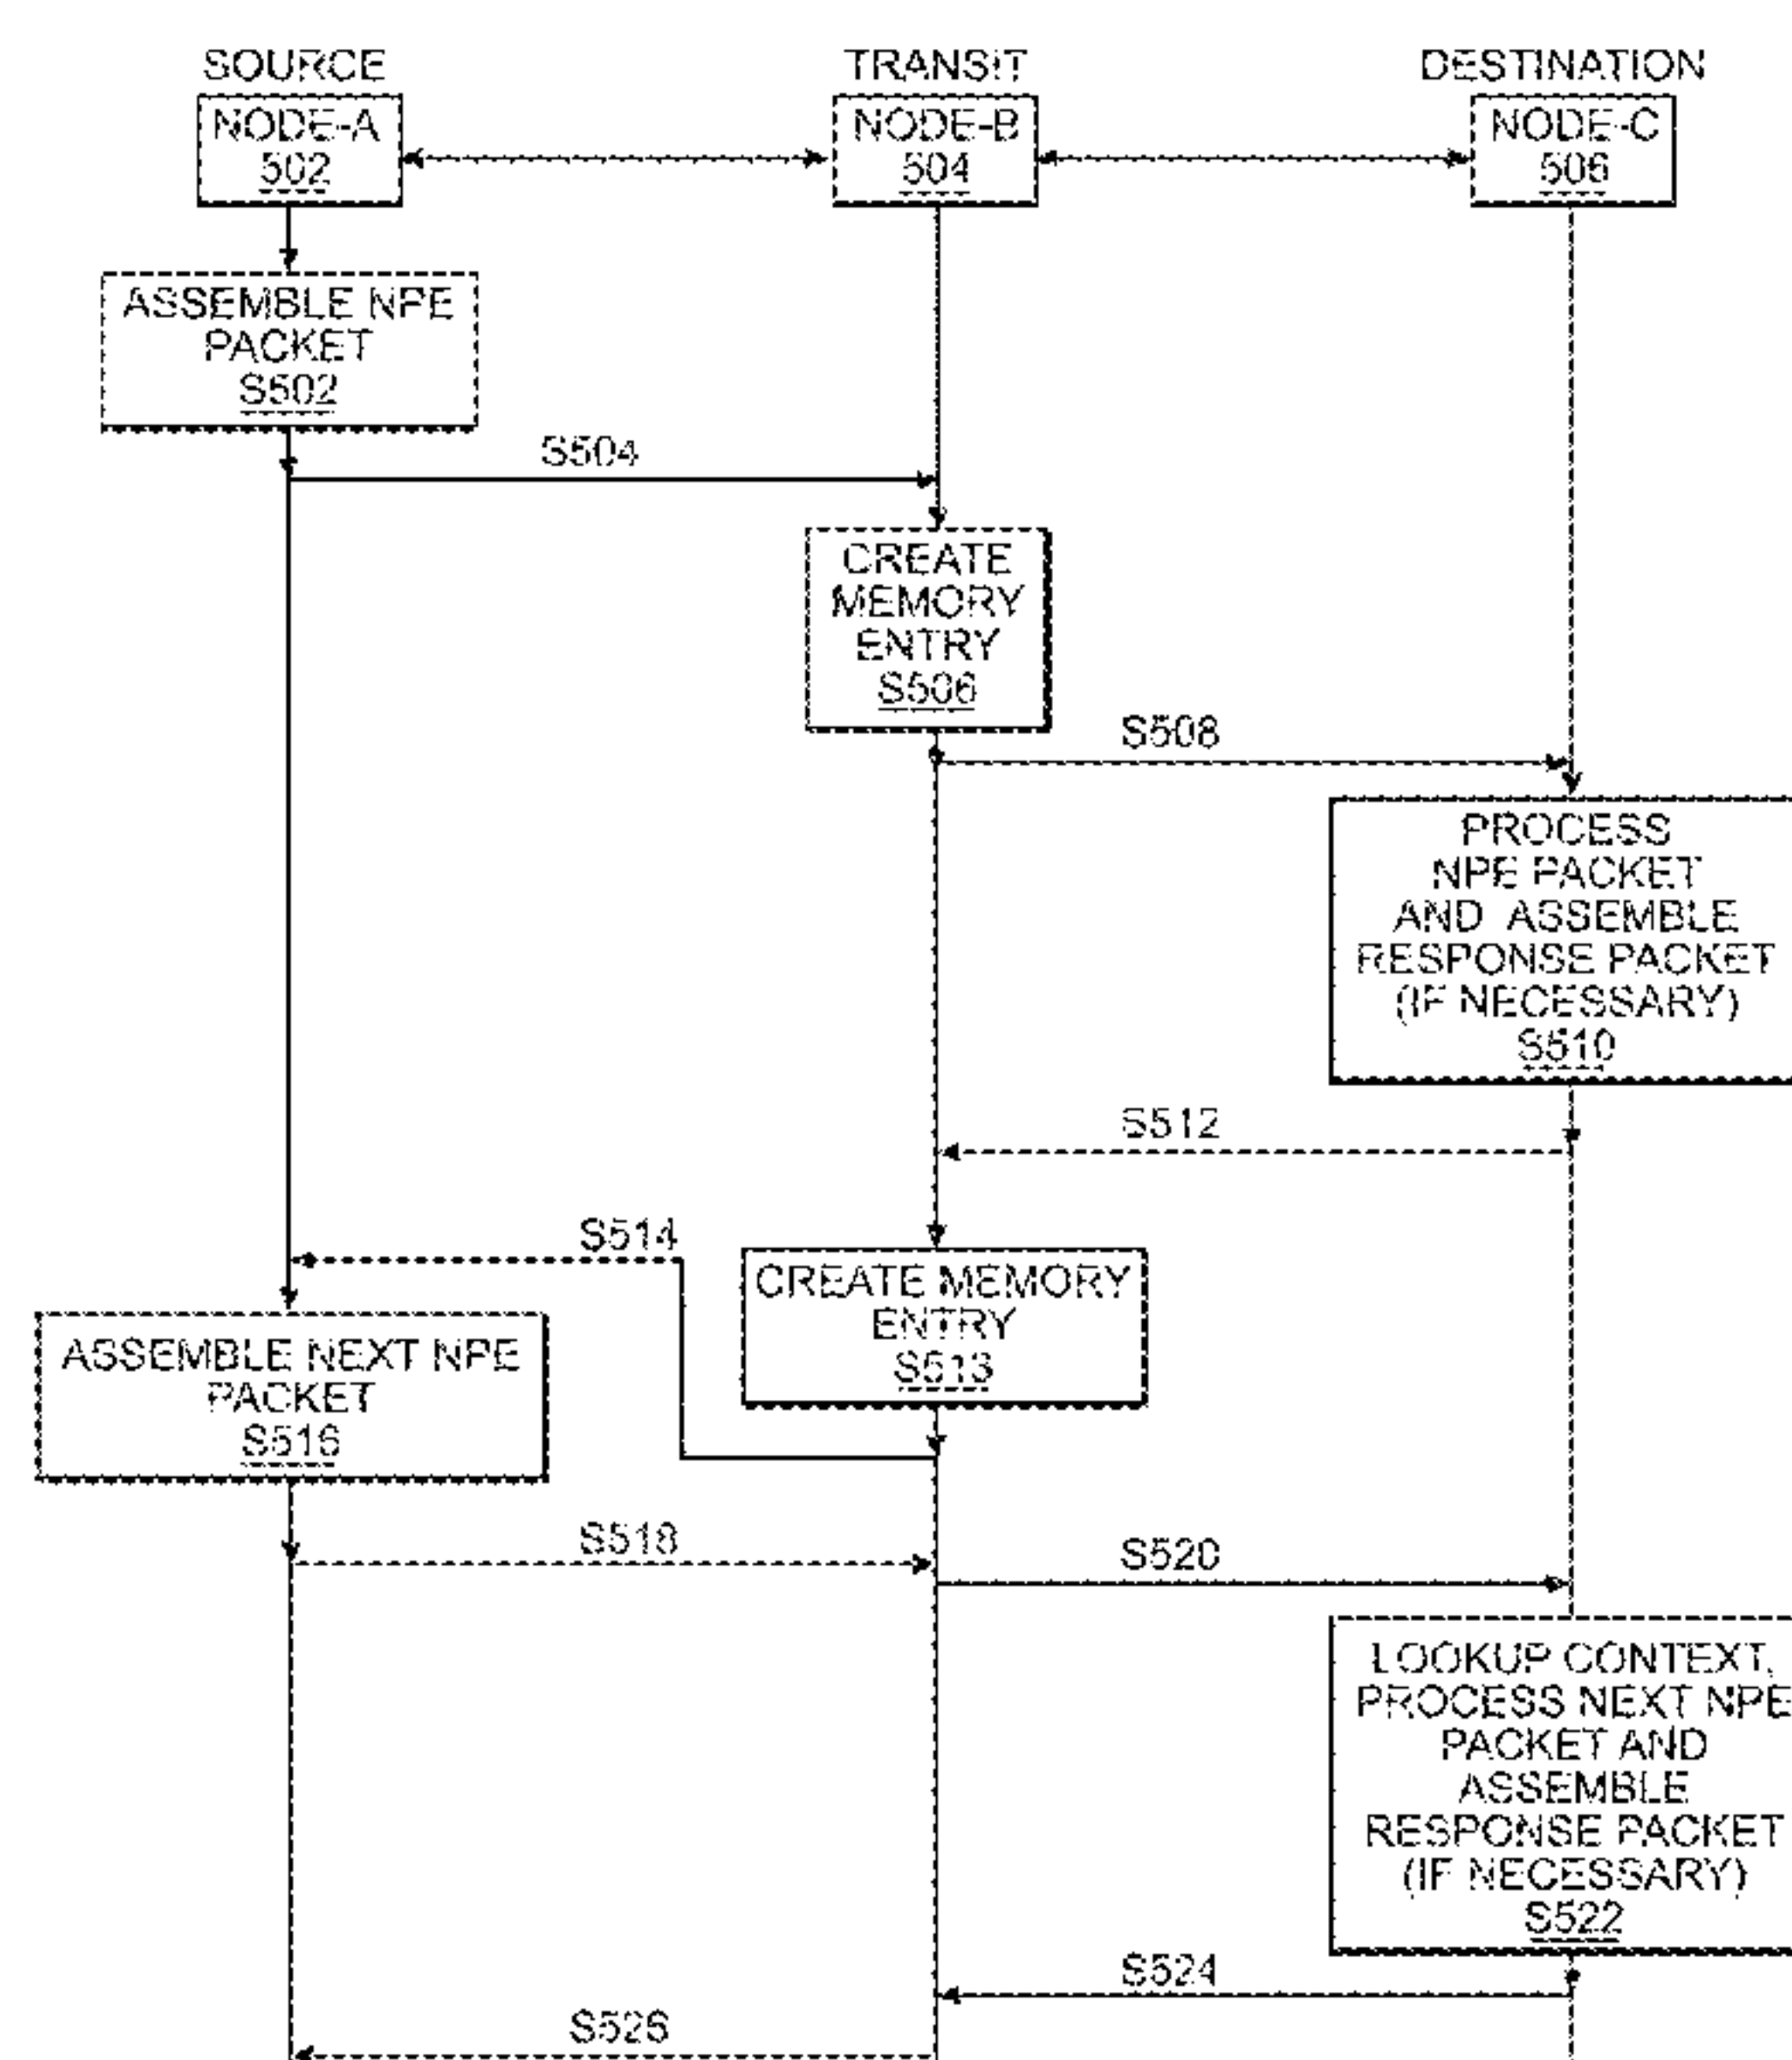 SOURCE
TRANSIT
DESTINATION
NODE-A
502
NODE-B
504
NODE-C
506
ASSEMBLE NPE
PACKET
S502
S504
CREATE
MEMORY
ENTRY
S506
S508
PROCESS
NPE PACKET
AND ASSEMBLE
RESPONSE PACKET
(IF NECESSARY)
S510
S512
S514
CREATE MEMORY
ENTRY
S513
ASSEMBLE NEXT NPE
PACKET
S516
S518
S520
LOOKUP CONTEXT,
PROCESS NEXT NPE
PACKET AND
ASSEMBLE
RESPONSE PACKET
(IF NECESSARY)
S522
S524
S526